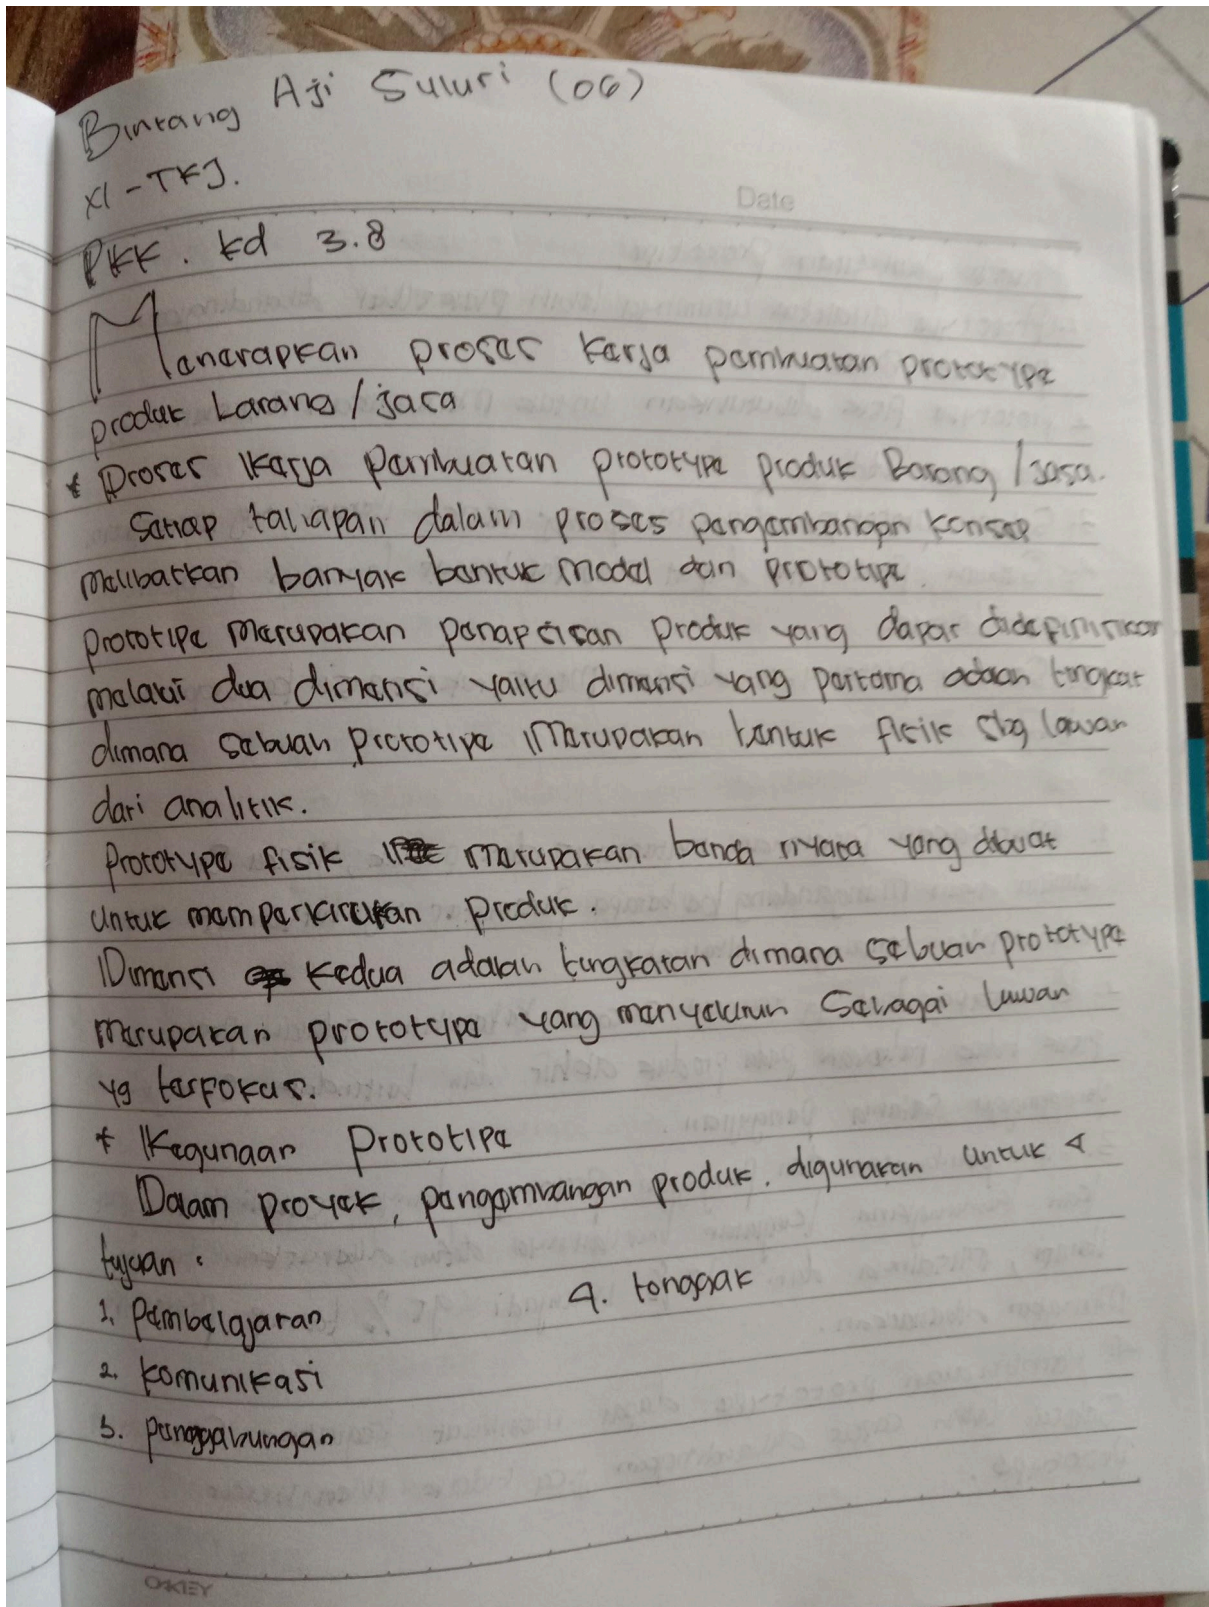 Bintang Aji Suluri (06)
XI - TKJ.
Date
PKK. kd 3.8
Menerapkan proses kerja pembuatan prototype
produk barang / jasa
* Proses kerja pembuatan prototype produk Barang / jasa.
Setiap tahapan dalam proses pengembangan konsep
melibatkan banyak bentuk model dan prototipe.
prototipe merupakan penapsiran produk yang dapat didefinisikan
melalui dua dimensi yaitu dimensi yang pertama adalah tingkat
dimana sebuah prototipe merupakan bentuk fisik sbg lawan
dari analitik.
Prototype fisik merupakan benda nyata yang dibuat
untuk memperkirakan produk.
Dimensi kedua adalah tingkatan dimana sebuah prototype
merupakan prototype yang menyeluruh sebagai lawan
yg terfokus.
* Kegunaan Prototipe
Dalam proyek, pengembangan produk. digunakan untuk 4
tujuan :
1. Pembelajaran
4. tonggak
2. komunikasi
3. penggabungan
OKEY